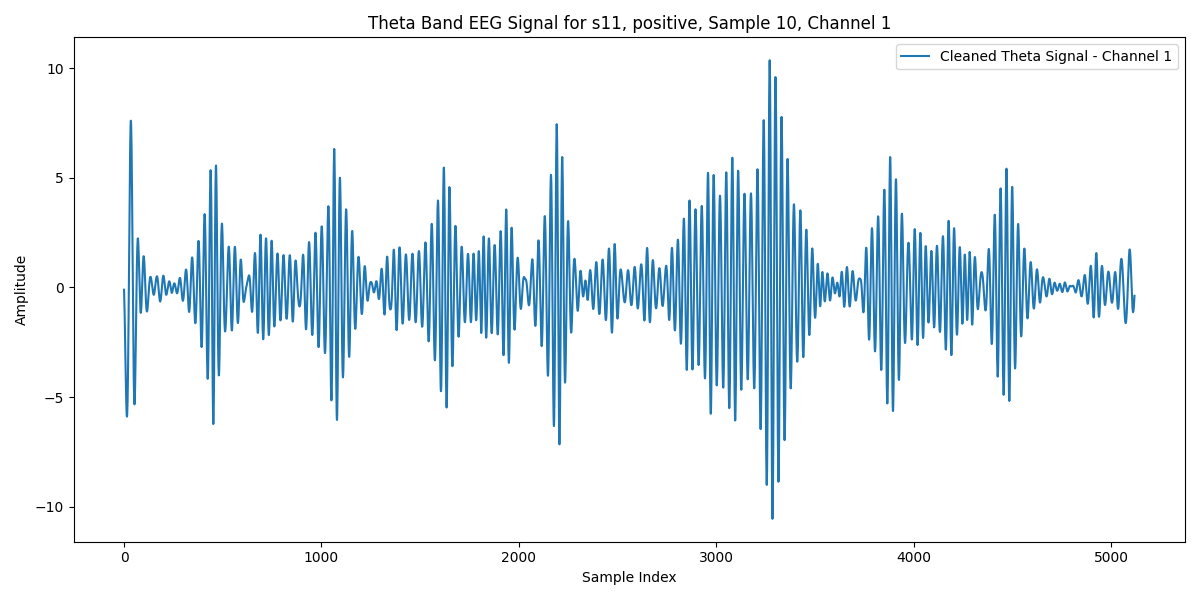 Theta Band EEG Signal for s11, positive, Sample 10, Channel 1
Cleaned Theta Signal - Channel 1
Amplitude
10
5
0
−5
−10
0 1000 2000 3000 4000 5000
Sample Index